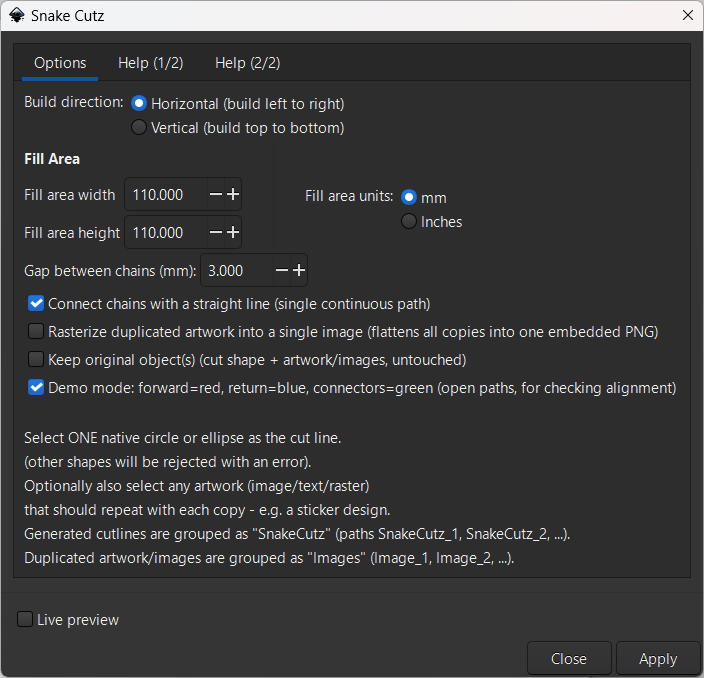 Snake Cutz
Options Help (1/2) Help (2/2)
Build direction: Horizontal (build left to right)
Vertical (build top to bottom)
Fill Area
Fill area width 110.000 Fill area units: mm
Inches
Fill area height 110.000
Gap between chains (mm): 3.000
Connect chains with a straight line (single continuous path)
Rasterize duplicated artwork into a single image (flattens all copies into one embedded PNG)
Keep original object(s) (cut shape + artwork/images, untouched)
Demo mode: forward=red, return=blue, connectors=green (open paths, for checking alignment)
Select ONE native circle or ellipse as the cut line.
(other shapes will be rejected with an error).
Optionally also select any artwork (image/text/raster)
that should repeat with each copy - e.g. a sticker design.
Generated cutlines are grouped as "SnakeCutz" (paths SnakeCutz_1, SnakeCutz_2, ...).
Duplicated artwork/images are grouped as "Images" (Image_1, Image_2, ...).
Live preview
Close Apply